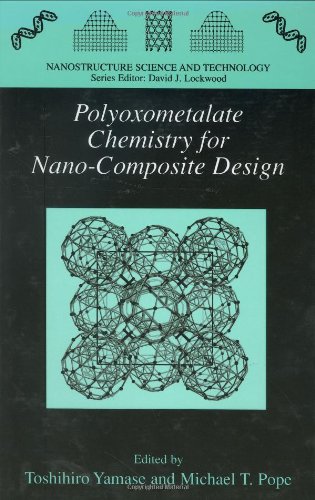 NANOSTRUCTURE SCIENCE AND TECHNOLOGY
Series Editor: David J. Lockwood
Polyoxometalate
Chemistry for
Nano-Composite Design
Edited by
Toshihiro Yamase and Michael T. Pope